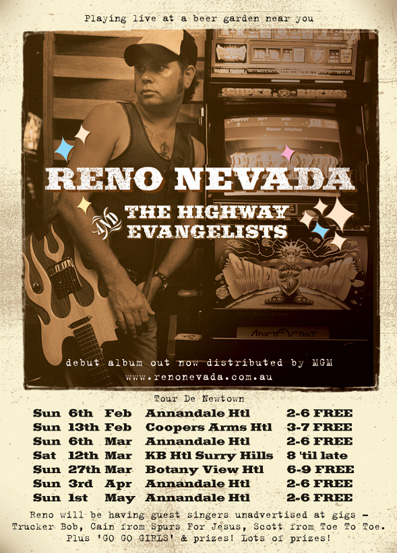 Playing live at a beer garden near you
SUPER BUCKS
RENO NEVADA
AND THE HIGHWAY
EVANGELISTS
debut album out now distributed by MGM
www.renonevada.com.au
Tour De Newtown
Sun 6th Feb Annandale Htl 2-6 FREE
Sun 13th Feb Coopers Arms Htl 3-7 FREE
Sun 6th Mar Annandale Htl 2-6 FREE
Sat 12th Mar KB Htl Surry Hills 8 'til late
Sun 27th Mar Botany View Htl 6-9 FREE
Sun 3rd Apr Annandale Htl 2-6 FREE
Sun 1st May Annandale Htl 2-6 FREE
Reno will be having guest singers unadvertised at gigs -
Trucker Bob, Cain from Spurs For Jesus, Scott from Toe To Toe.
Plus 'GO GO GIRLS' & prizes! Lots of prizes!